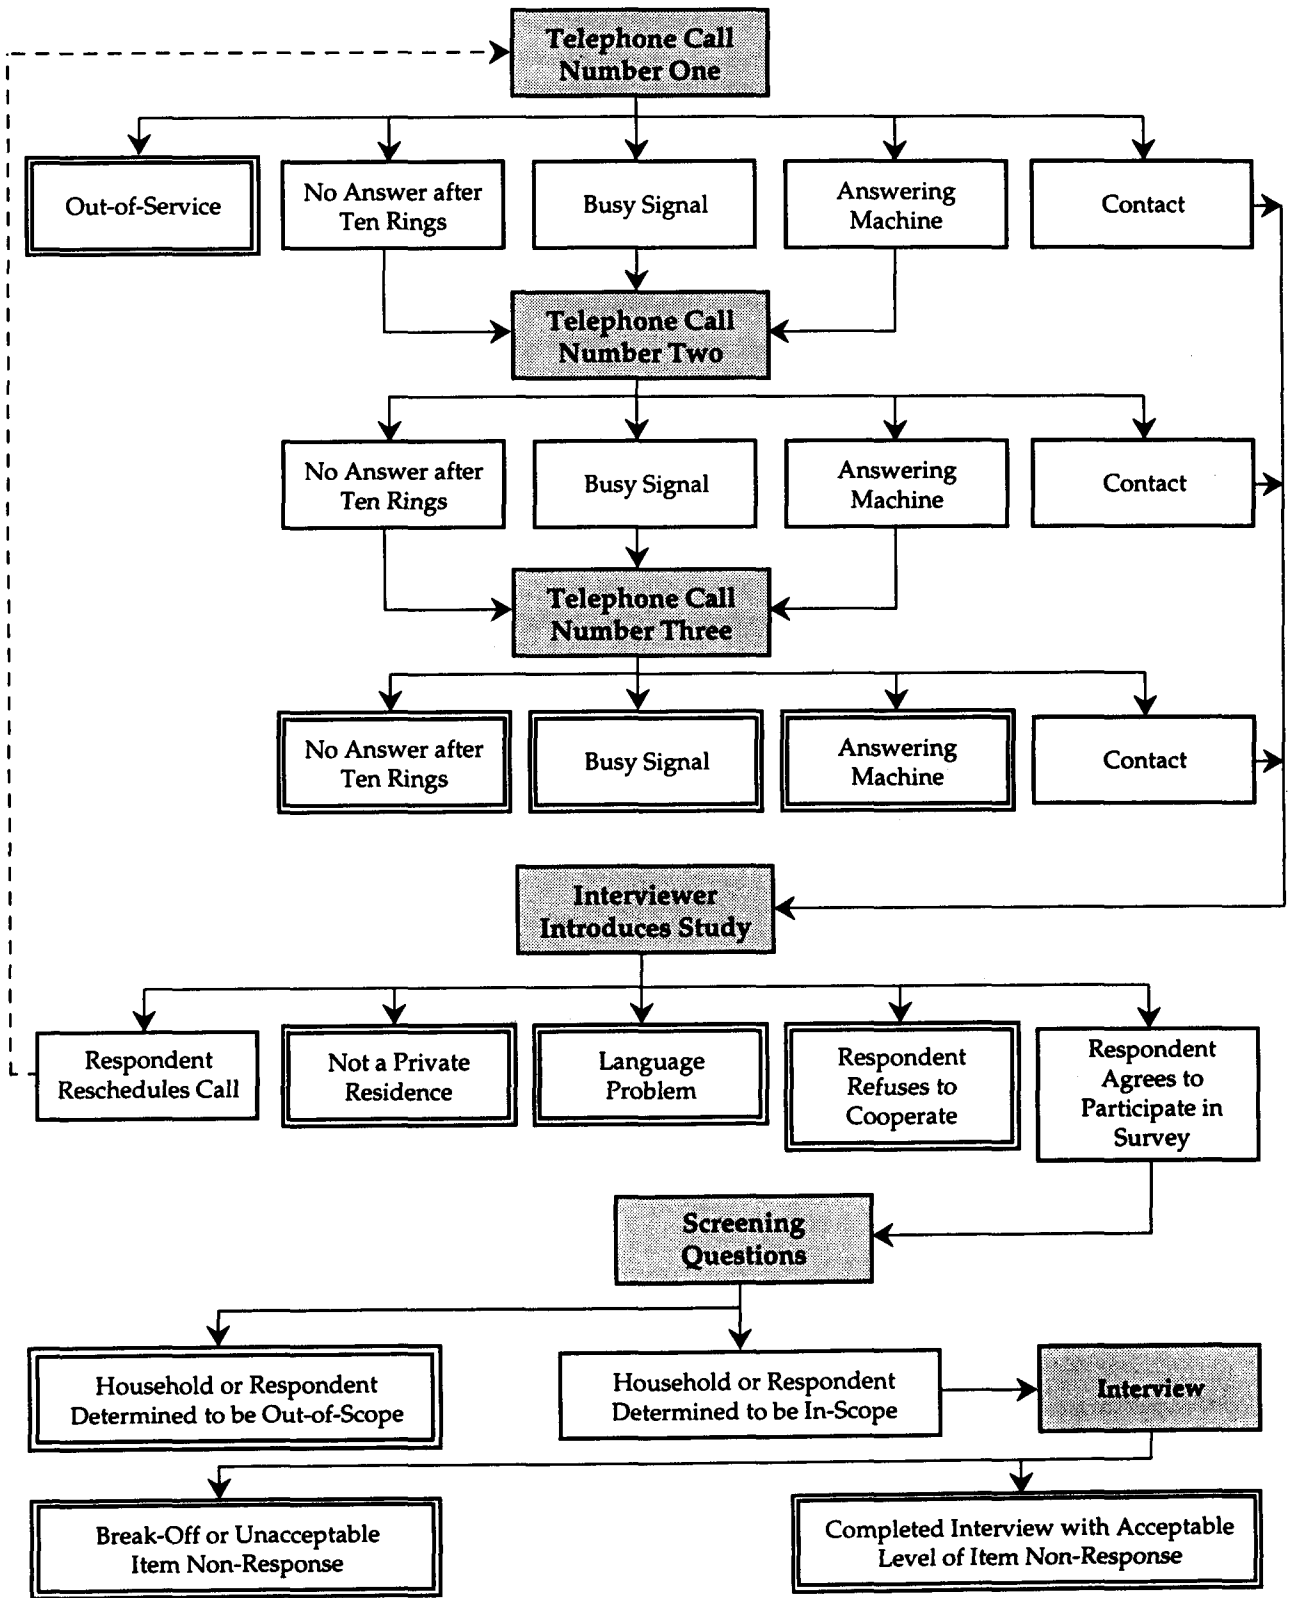 Telephone Call
Number One
Out-of-Service
No Answer after
Ten Rings
Busy Signal
Answering
Machine
Contact
Telephone Call
Number Two
No Answer after
Ten Rings
Busy Signal
Answering
Machine
Contact
Telephone Call
Number Three
No Answer after
Ten Rings
Busy Signal
Answering
Machine
Contact
Interviewer
Introduces Study
Respondent
Reschedules Call
Not a Private
Residence
Language
Problem
Respondent
Refuses to
Cooperate
Respondent
Agrees to
Participate in
Survey
Screening
Questions
Household or Respondent
Determined to be Out-of-Scope
Household or Respondent
Determined to be In-Scope
Interview
Break-Off or Unacceptable
Item Non-Response
Completed Interview with Acceptable
Level of Item Non-Response